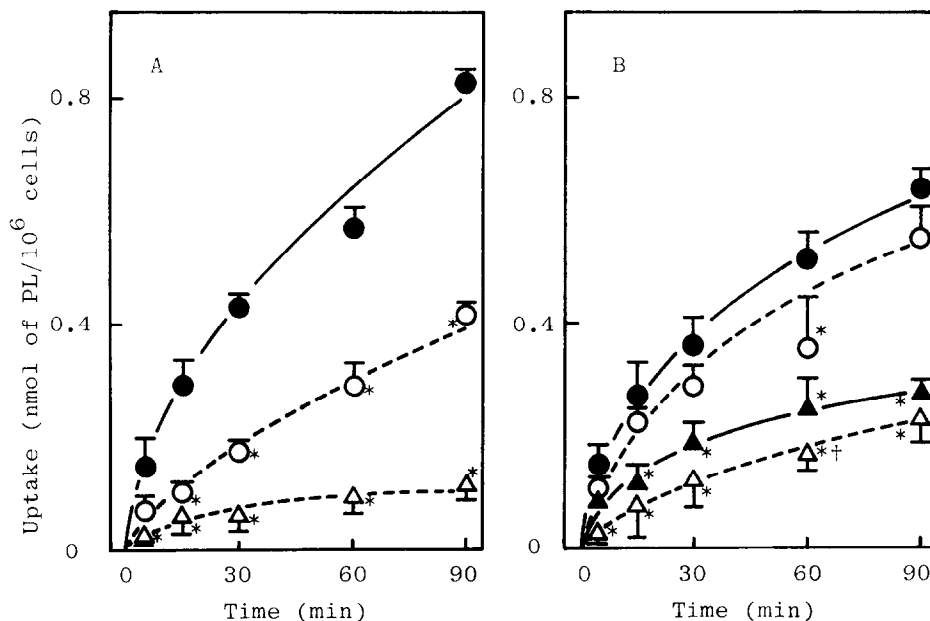 A
B
Uptake (nmol of PL/10⁶ cells)
0.8
0.4
0
0.8
0.4
0
* * * * * * * * * *
* * * * * * * * * * *†
0 30 60 90
0 30 60 90
Time (min)
Time (min)